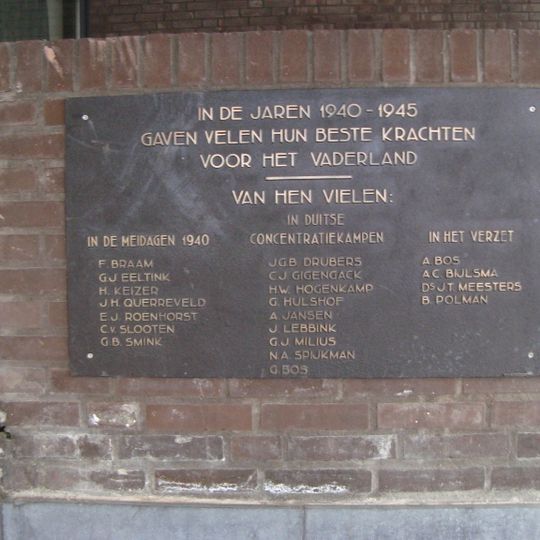 IN DE JAREN 1940 - 1945
GAVEN VELEN HUN BESTE KRACHTEN
VOOR HET VADERLAND
VAN HEN VIELEN:
IN DE MEIDAGEN 1940
F. BRAAM
G.J. EELTINK
H. KEIZER
J.H. QUERREVELD
E.J. ROENHORST
C.V. SLOOTEN
G.B. SMINK
IN DUITSE
CONCENTRATIEKAMPEN
J.G.B. DRIJBERS
C.J. GIGENGACK
H.W. HOGENKAMP
G. HULSHOF
A. JANSEN
J. LEBBINK
G.J. MILIUS
N.A. SPIJKMAN
G. BOS
IN HET VERZET
A. BOS
A.C. BIJLSMA
DS. J.T. MEESTERS
B. POLMAN